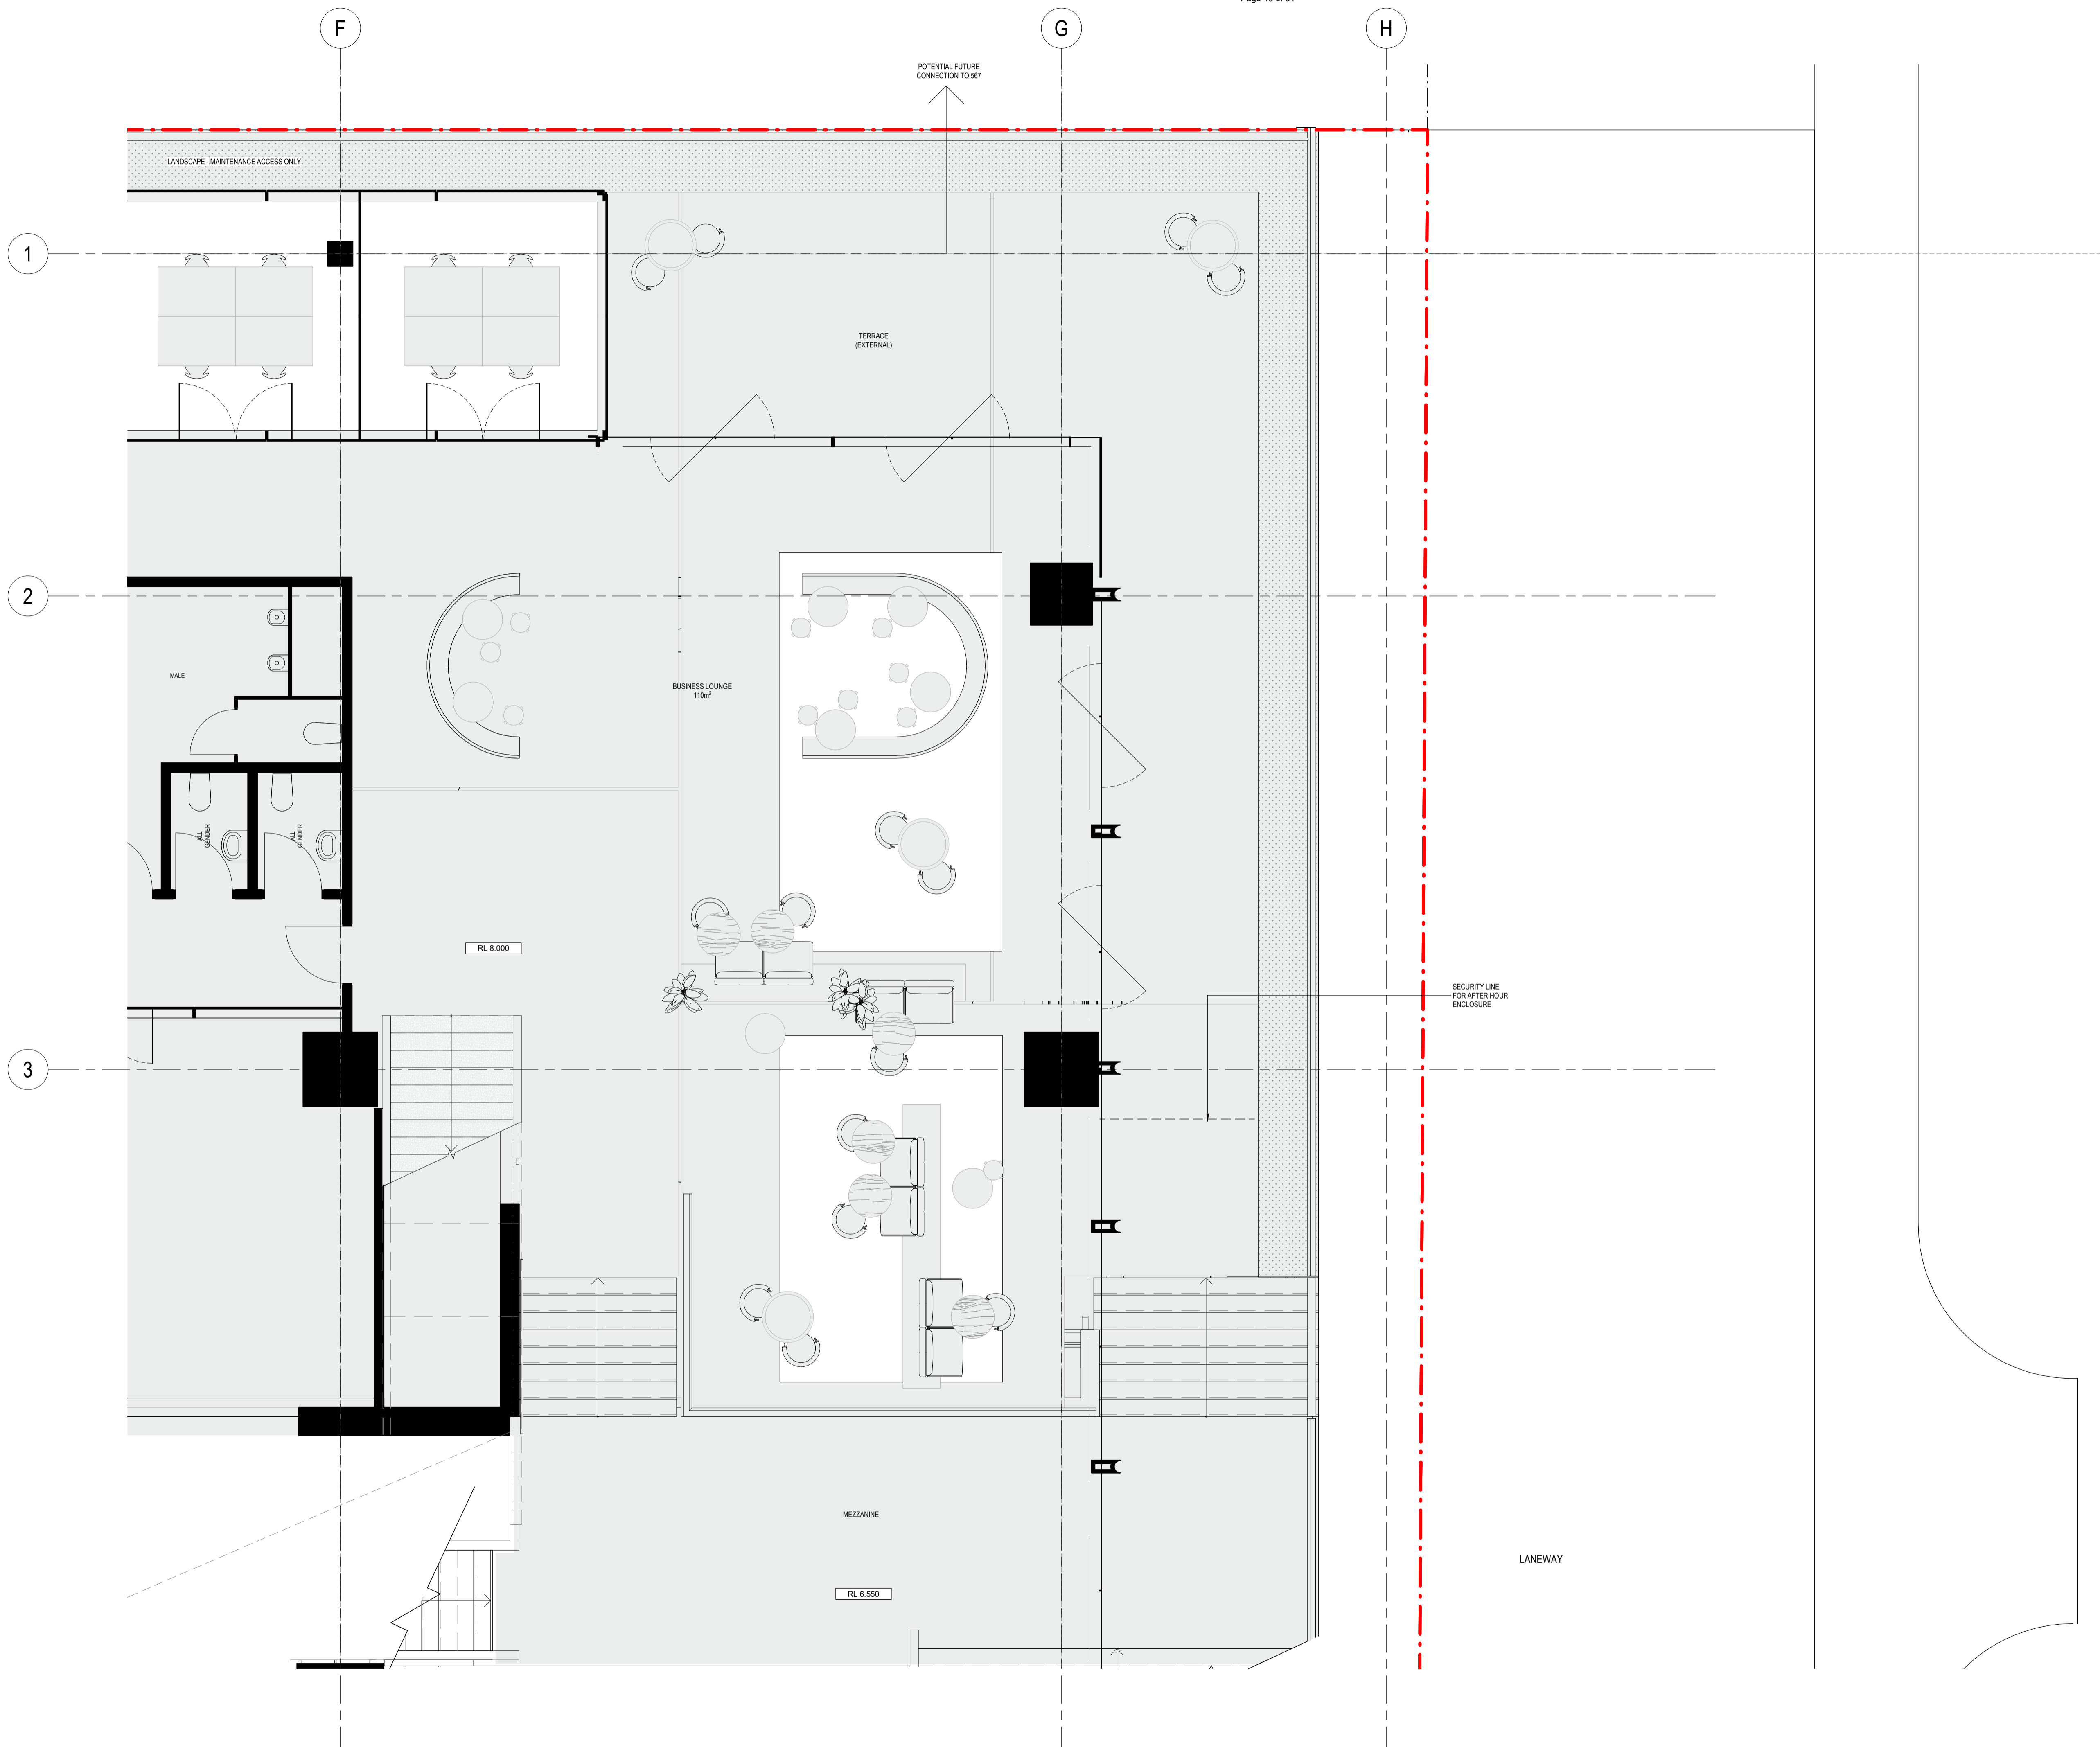 F
G
H
POTENTIAL FUTURE
CONNECTION TO 567
LANDSCAPE - MAINTENANCE ACCESS ONLY
1
TERRACE
(EXTERNAL)
2
MALE
BUSINESS LOUNGE
110m²
ALL
GENDER
ALL
GENDER
RL 8.000
SECURITY LINE
FOR AFTER HOUR
ENCLOSURE
3
MEZZANINE
LANEWAY
RL 6.550